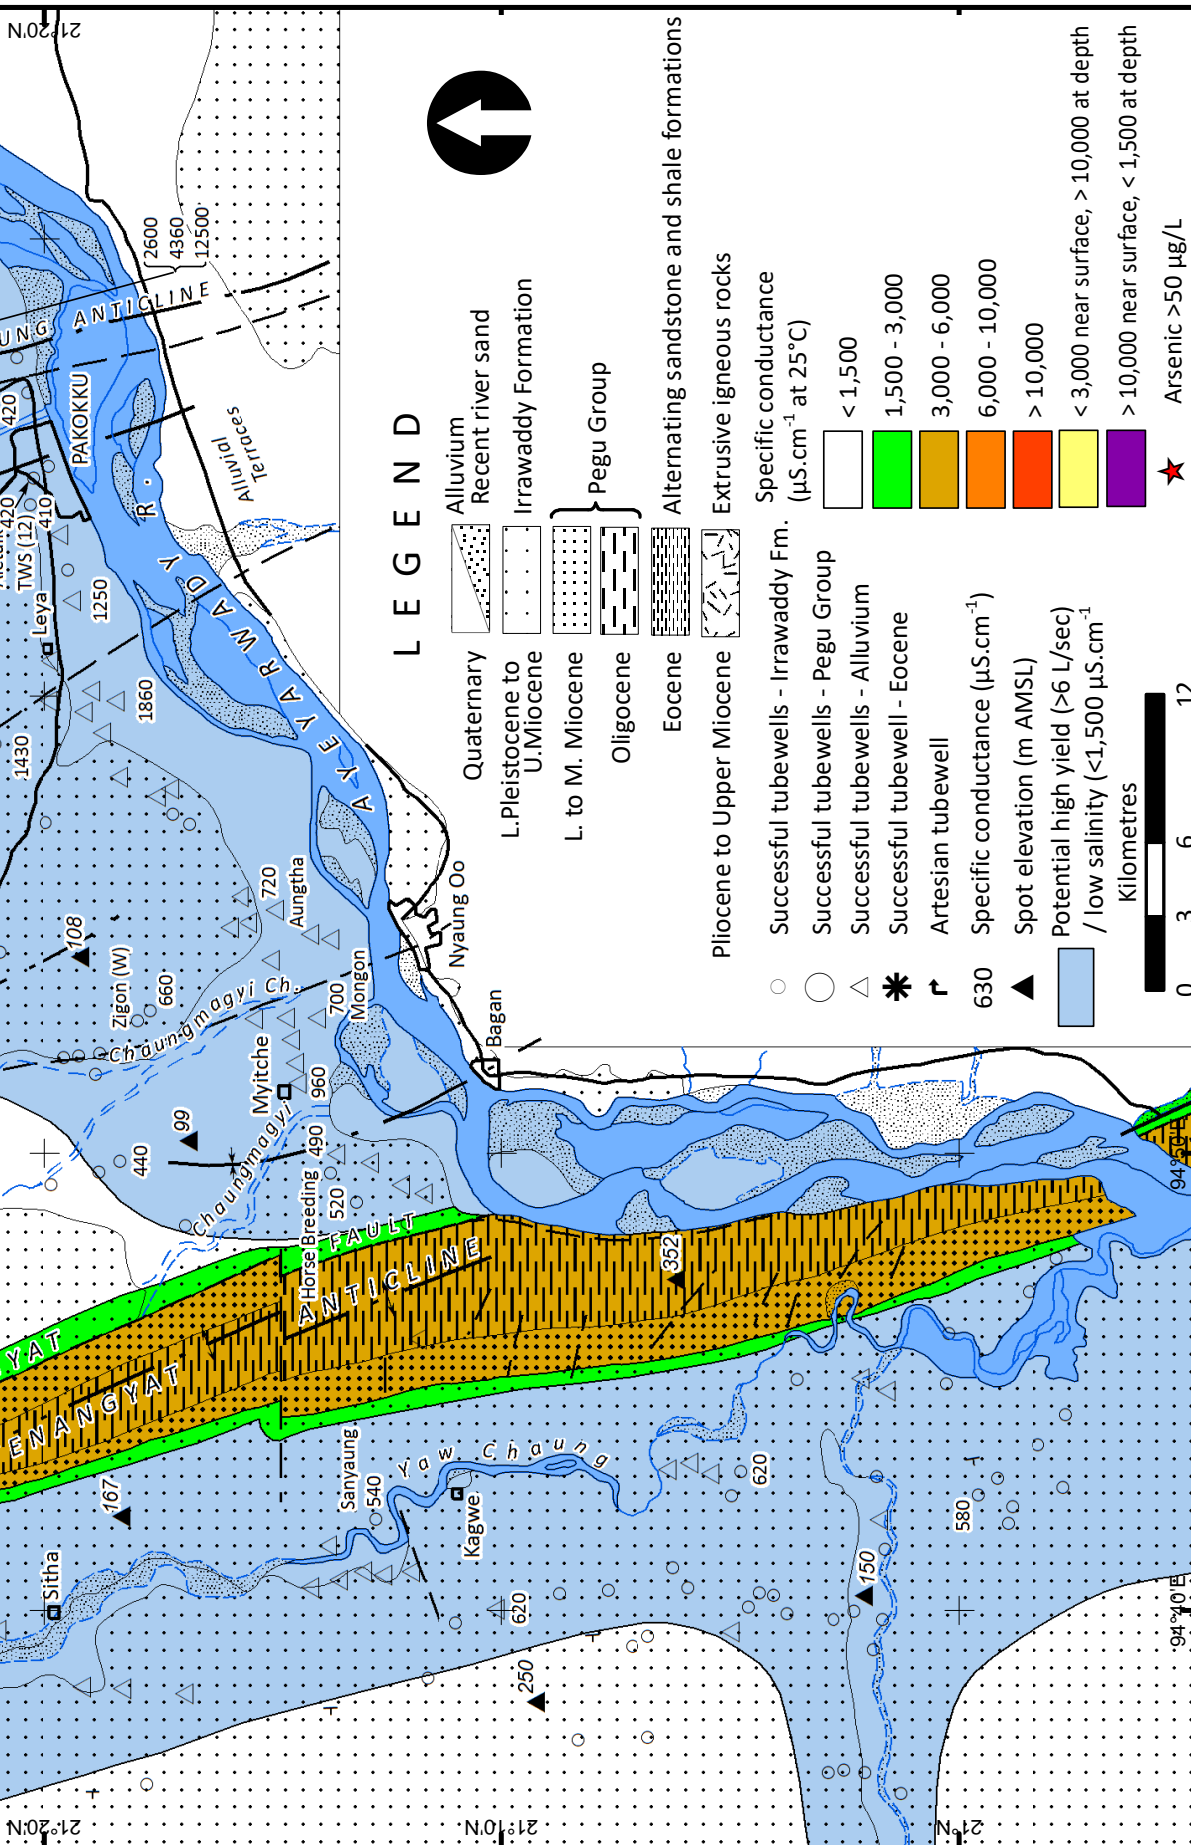 21°20'N
UNG ANTICLINE
2600
4360
12500
420
PAKOKKU
420
TWS (12)
410
Leya
1250
1860
1430
Alluvial
Terraces
AYEYARWADY R.
108
Zigon (W)
660
720
Aungtha
Chaungmagyi Ch.
700
Mongon
Nyaung Oo
Bagan
Myitche
960
99
440
Chaungmagyi
490
Horse Breeding
520
YAT FAULT
ENANGYAT ANTICLINE
352
167
Sanyaung
540
Yaw Chaung
Kagwe
Sitha
620
620
580
150
250
21°20'N
21°10'N
21°N
94°50'E
94°40'E
LEGEND
Quaternary
Alluvium
Recent river sand
L.Pleistocene to
U.Miocene
Irrawaddy Formation
L. to M. Miocene
Oligocene
Pegu Group
Eocene
Alternating sandstone and shale formations
Pliocene to Upper Miocene
Extrusive igneous rocks
Successful tubewells - Irrawaddy Fm.
Successful tubewells - Pegu Group
Successful tubewells - Alluvium
Successful tubewell - Eocene
Artesian tubewell
630 Specific conductance (µS.cm⁻¹)
Spot elevation (m AMSL)
Potential high yield (>6 L/sec)
/ low salinity (<1,500 µS.cm⁻¹
Specific conductance
(µS.cm⁻¹ at 25°C)
< 1,500
1,500 - 3,000
3,000 - 6,000
6,000 - 10,000
> 10,000
< 3,000 near surface, > 10,000 at depth
> 10,000 near surface, < 1,500 at depth
Arsenic >50 µg/L
Kilometres
0 3 6 12